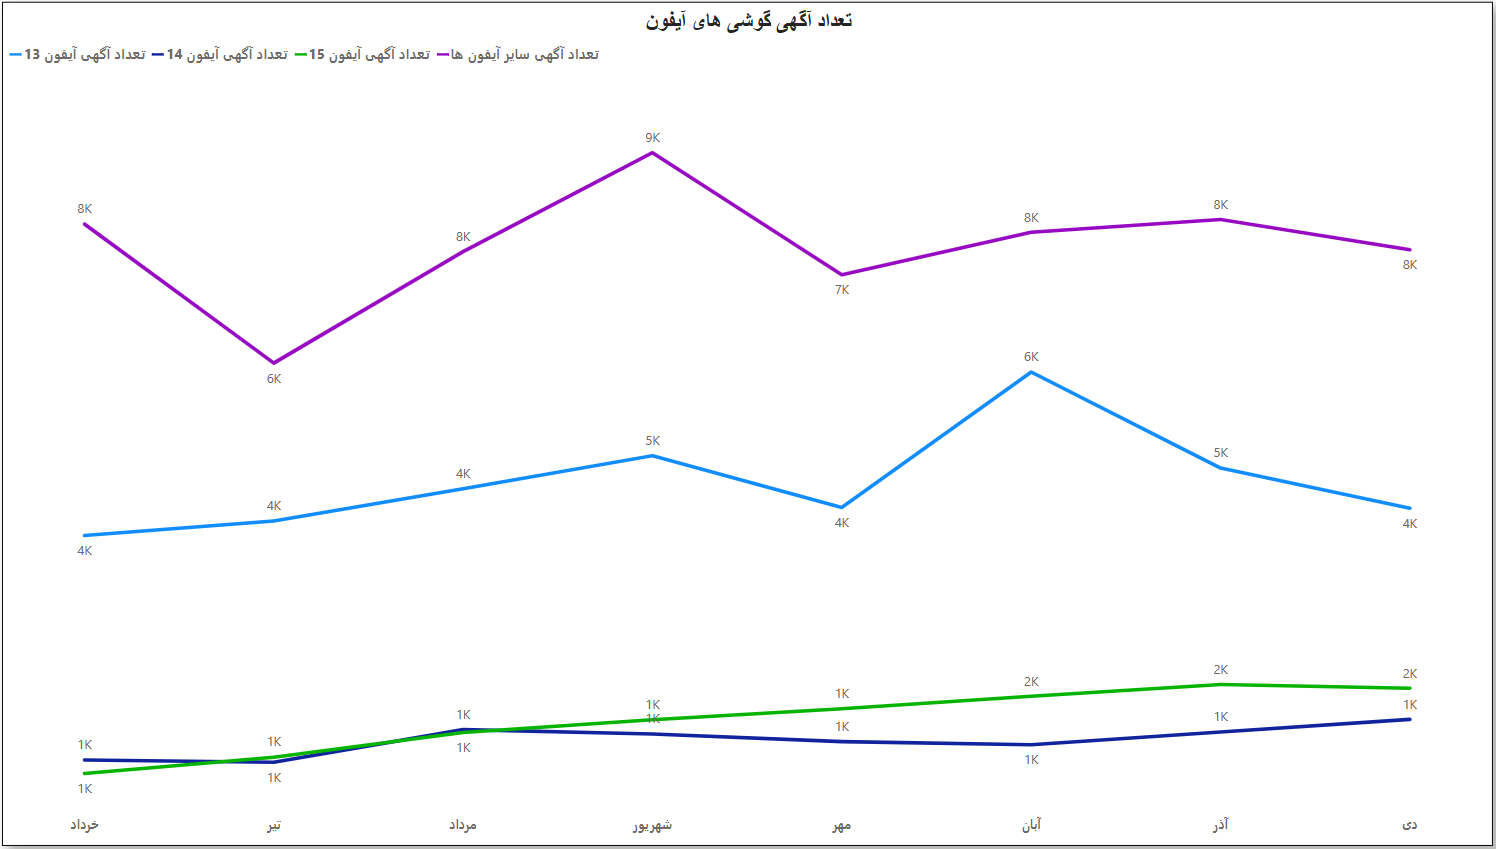 تعداد آگهی گوشی های آیفون
تعداد آگهی آیفون 13 تعداد آگهی آیفون 14 تعداد آگهی آیفون 15 تعداد آگهی سایر آیفون ها
9K
8K 8K 8K 8K
8K
7K
6K
6K
5K 5K
4K 4K
4K 4K 4K
2K 2K 2K
1K 1K 1K 1K
1K 1K 1K 1K
1K 1K 1K
1K 1K
خرداد تیر مرداد شهریور مهر آبان آذر دی